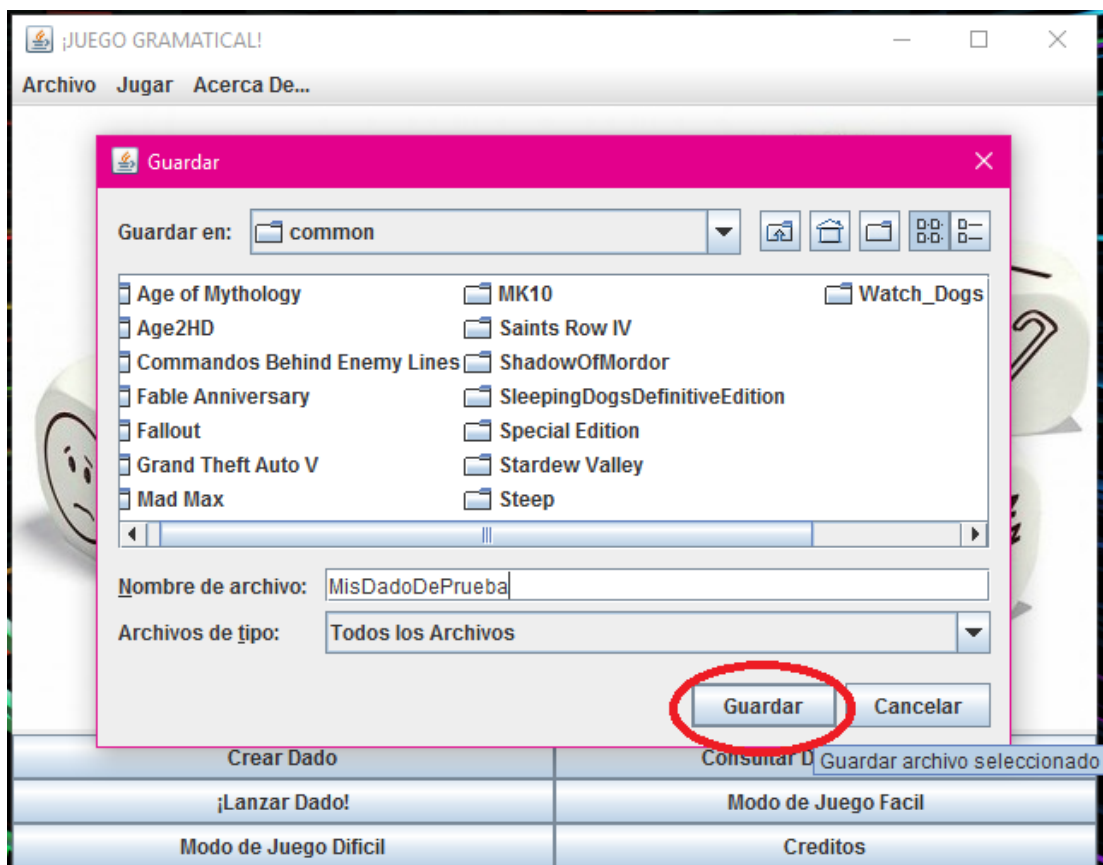 ¡JUEGO GRAMATICAL!
Archivo Jugar Acerca De...
Guardar
Guardar en: common
Age of Mythology MK10 Watch_Dogs
Age2HD Saints Row IV
Commandos Behind Enemy Lines ShadowOfMordor
Fable Anniversary SleepingDogsDefinitiveEdition
Fallout Special Edition
Grand Theft Auto V Stardew Valley
Mad Max Steep
Nombre de archivo: MisDadoDePrueba
Archivos de tipo: Todos los Archivos
Guardar Cancelar
Crear Dado Consultar D
Guardar archivo seleccionado
¡Lanzar Dado! Modo de Juego Facil
Modo de Juego Dificil Creditos